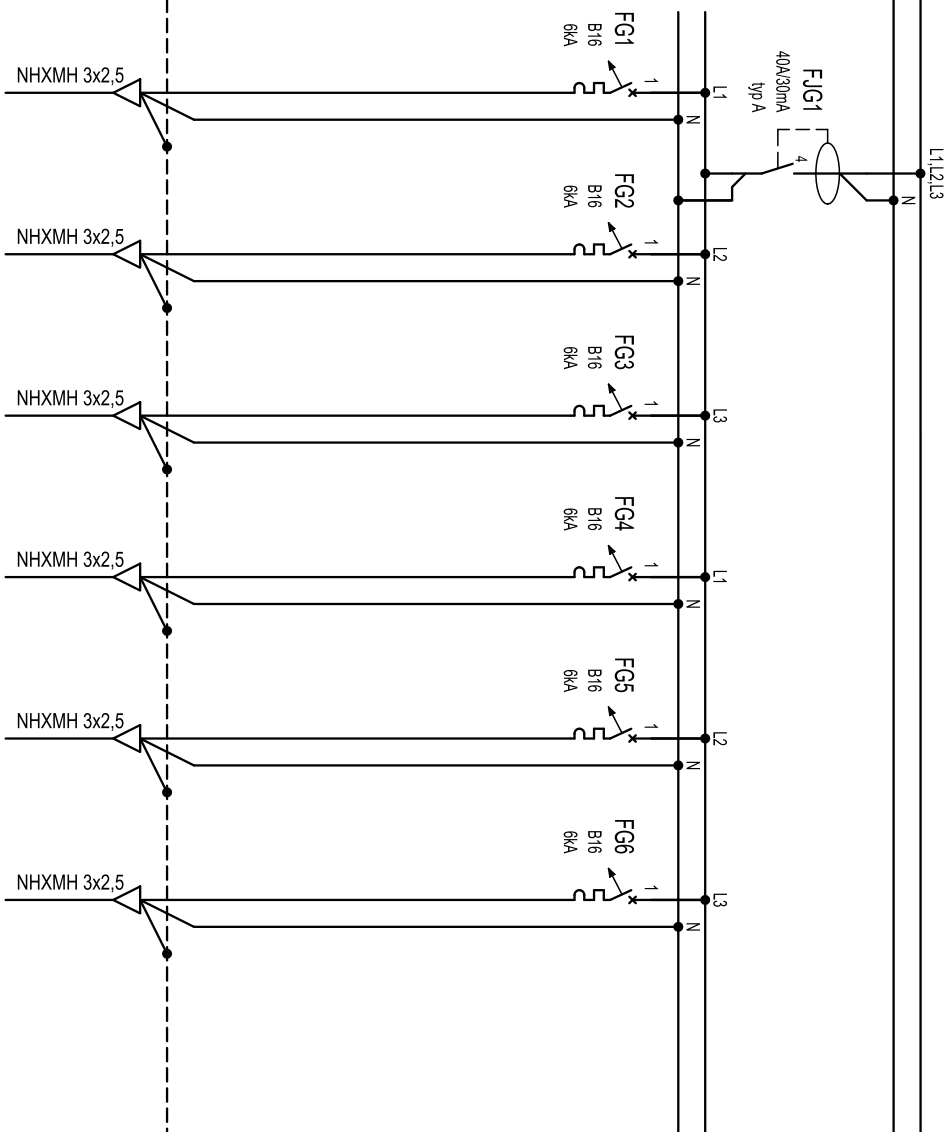 L1,L2,L3
N
FJG1
40A/30mA
typ A
4
FG1
B16
6kA
1
L1
N
NHXMH 3x2,5
FG2
B16
6kA
1
L2
N
NHXMH 3x2,5
FG3
B16
6kA
1
L3
N
NHXMH 3x2,5
FG4
B16
6kA
1
L1
N
NHXMH 3x2,5
FG5
B16
6kA
1
L2
N
NHXMH 3x2,5
FG6
B16
6kA
1
L3
N
NHXMH 3x2,5